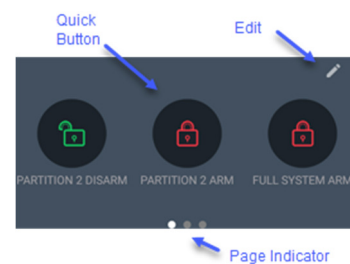 Quick
Button
Edit
PARTITION 2 DISARM
PARTITION 2 ARM
FULL SYSTEM ARM
Page Indicator